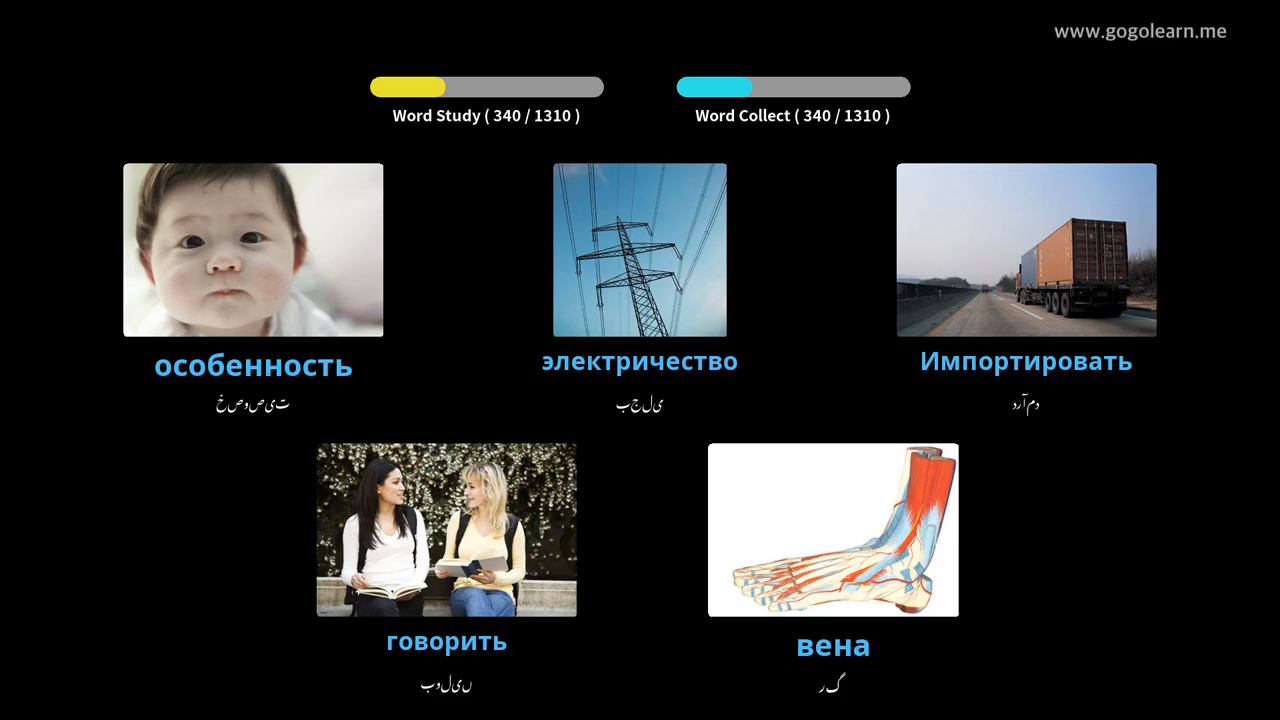 www.gogolearn.me
Word Study ( 340 / 1310 )
Word Collect ( 340 / 1310 )
особенность
электричество
Импортировать
خصوصیت
بجلی
درآمد
говорить
вена
بولیں
رگ